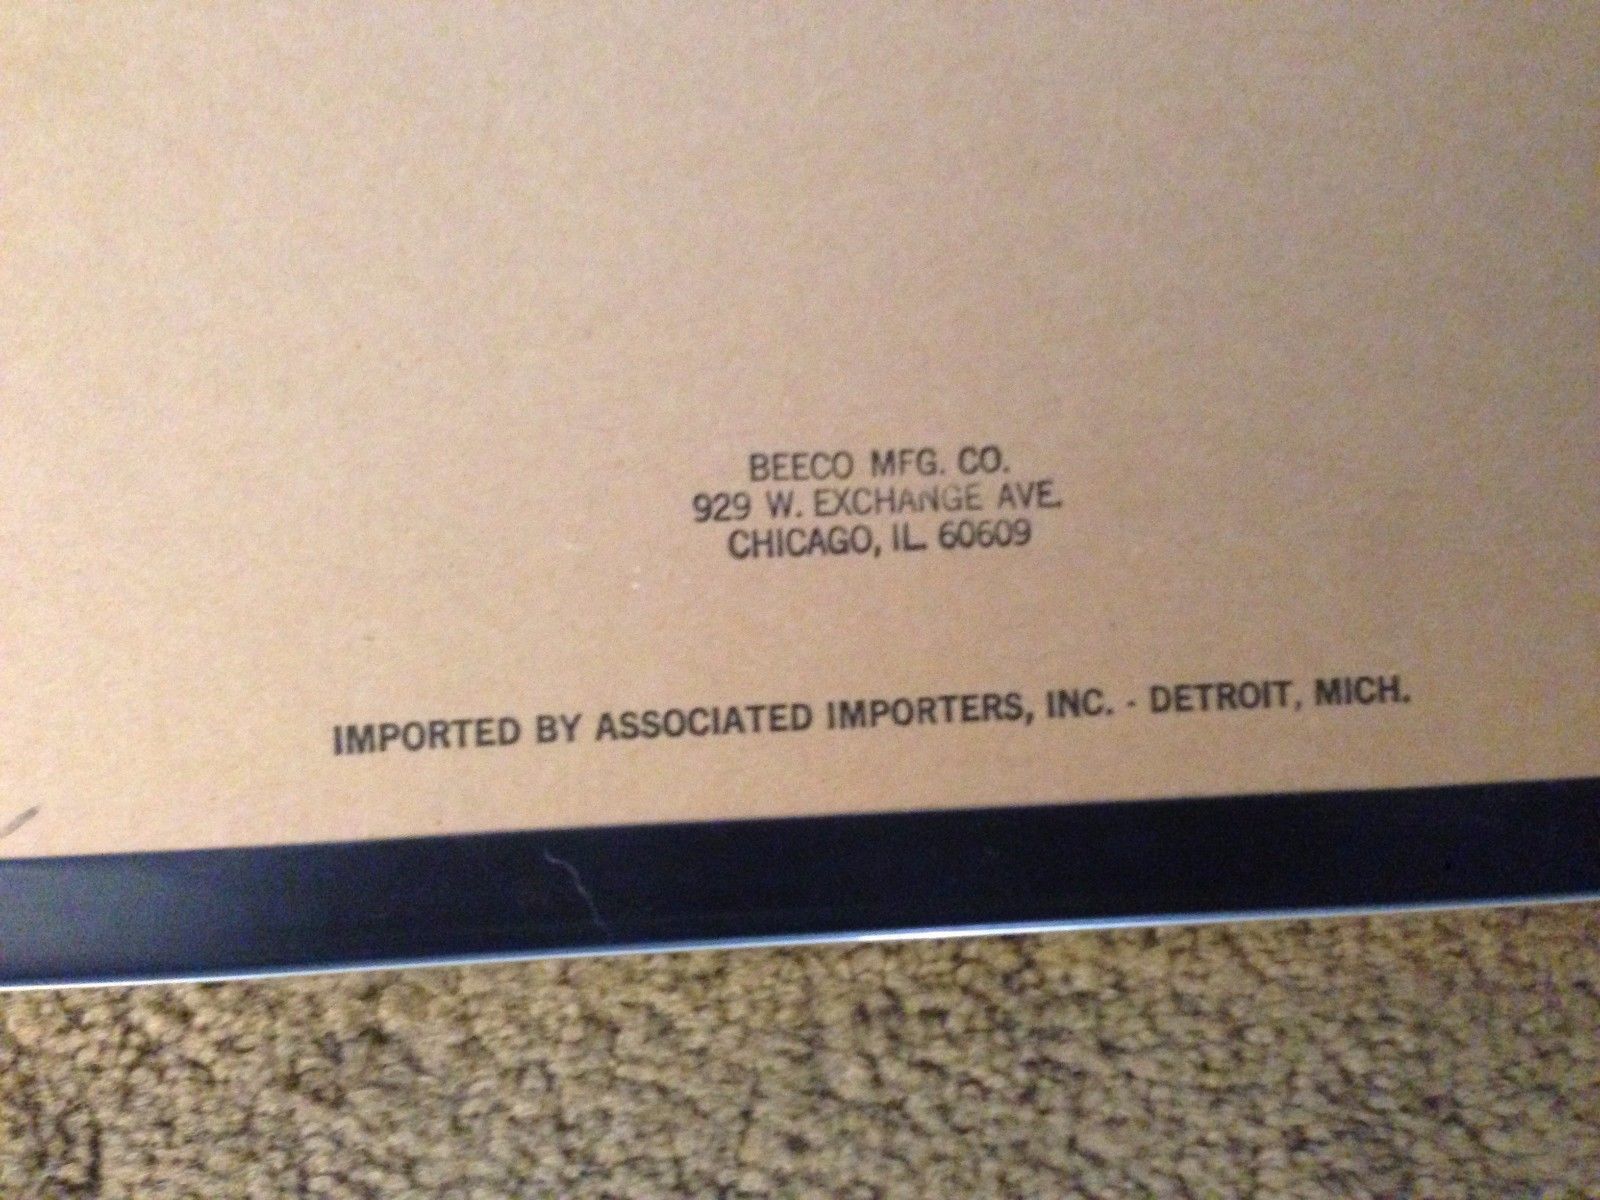 BEECO MFG. CO.
929 W. EXCHANGE AVE.
CHICAGO, IL. 60609
IMPORTED BY ASSOCIATED IMPORTERS, INC. - DETROIT, MICH.